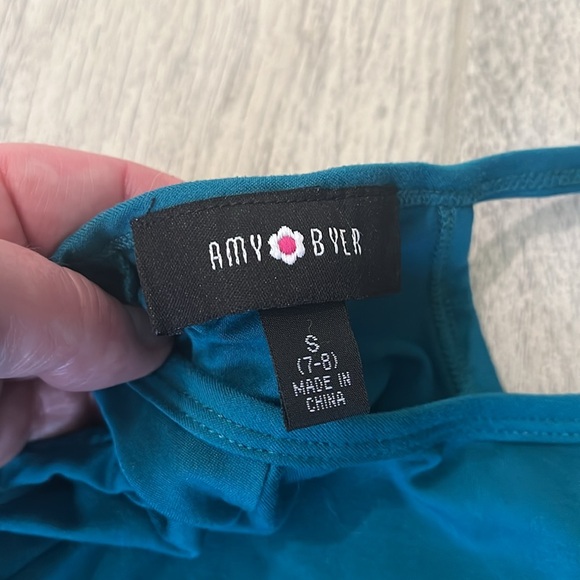 AMY BYER
S
(7-8)
MADE IN
CHINA